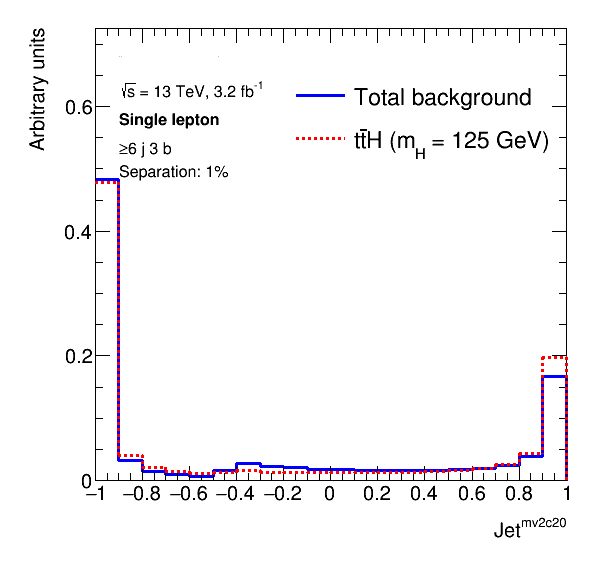 Arbitrary units
√s = 13 TeV, 3.2 fb⁻¹
Single lepton
≥6 j 3 b
Separation: 1%
Total background
tt̄H (m_H = 125 GeV)
0.6
0.4
0.2
0
−1 −0.8 −0.6 −0.4 −0.2 0 0.2 0.4 0.6 0.8 1
Jet^mv2c20